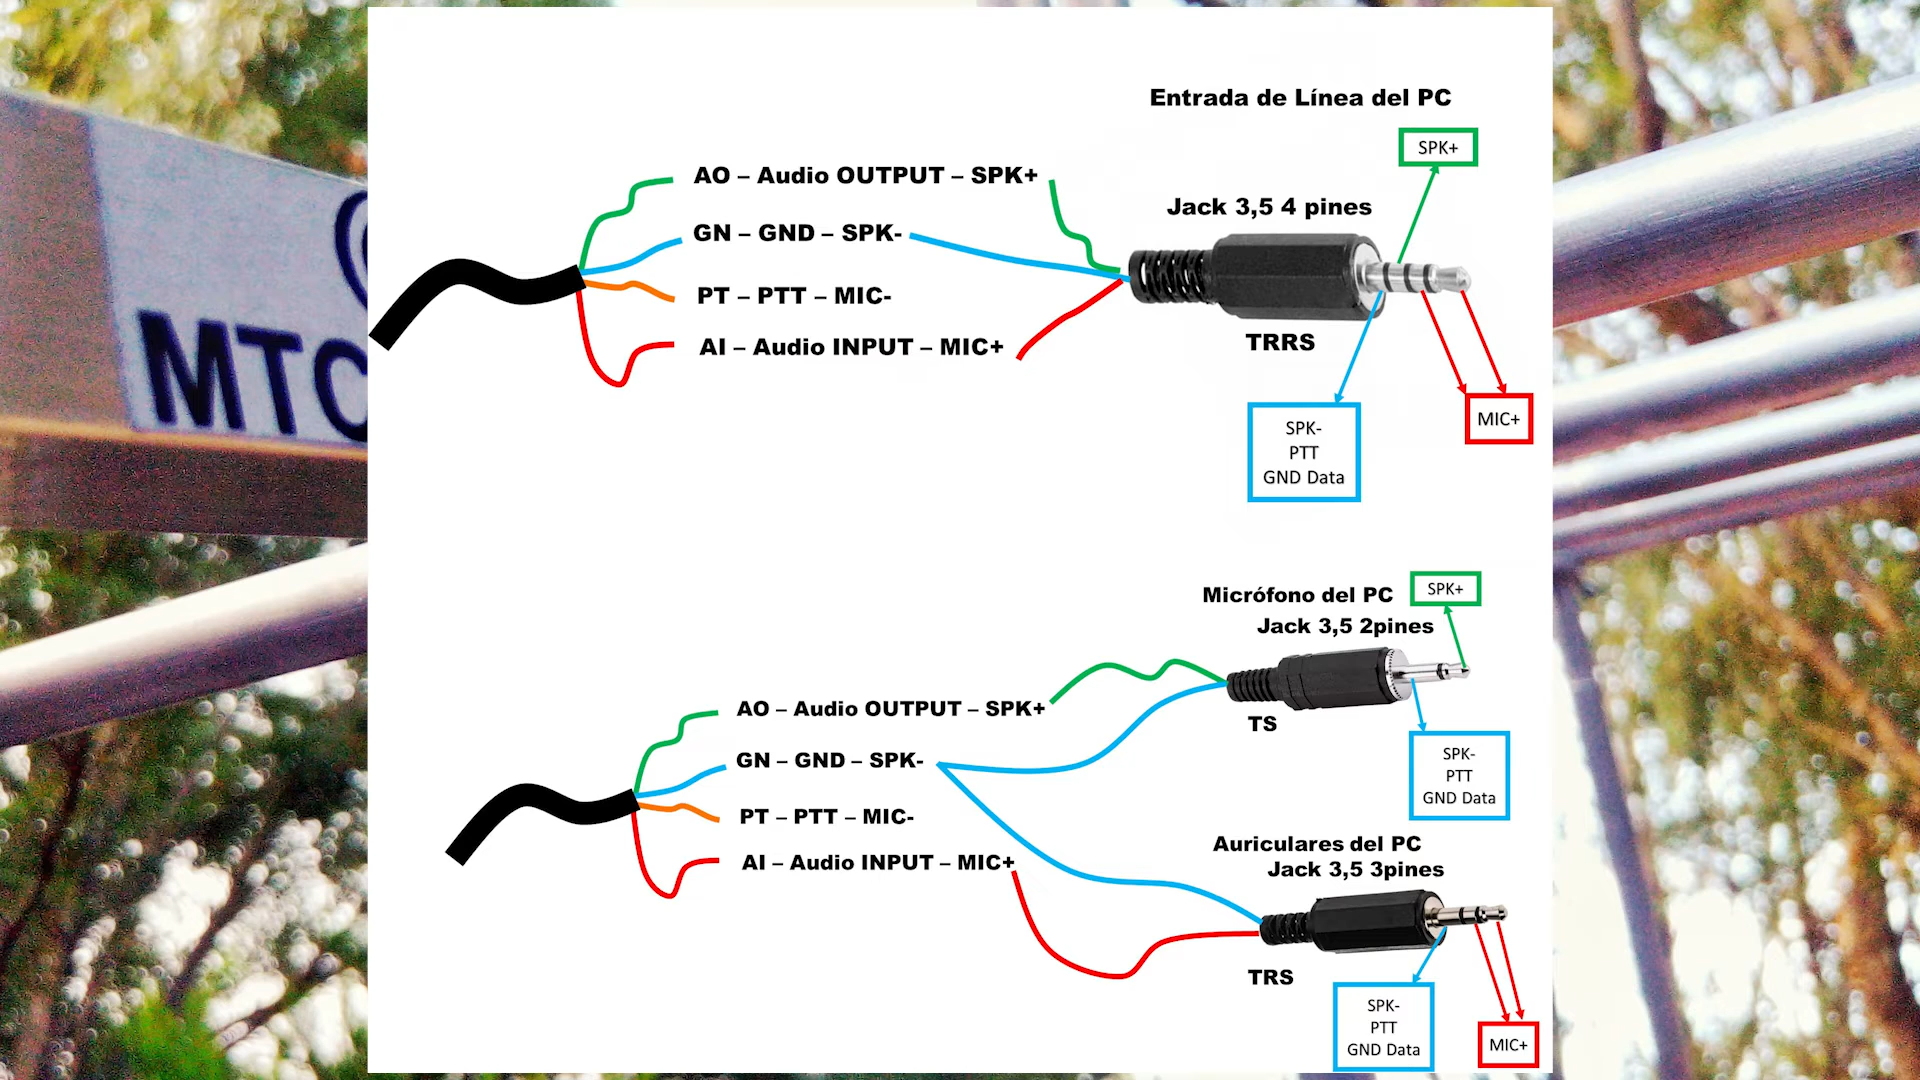 MTC
Entrada de Línea del PC
SPK+
AO – Audio OUTPUT – SPK+
Jack 3,5 4 pines
GN – GND – SPK-
PT – PTT – MIC-
TRRS
AI – Audio INPUT – MIC+
SPK-
PTT
GND Data
MIC+
Micrófono del PC
SPK+
Jack 3,5 2pines
AO – Audio OUTPUT – SPK+
TS
GN – GND – SPK-
SPK-
PTT
GND Data
PT – PTT – MIC-
Auriculares del PC
Jack 3,5 3pines
AI – Audio INPUT – MIC+
TRS
SPK-
PTT
GND Data
MIC+